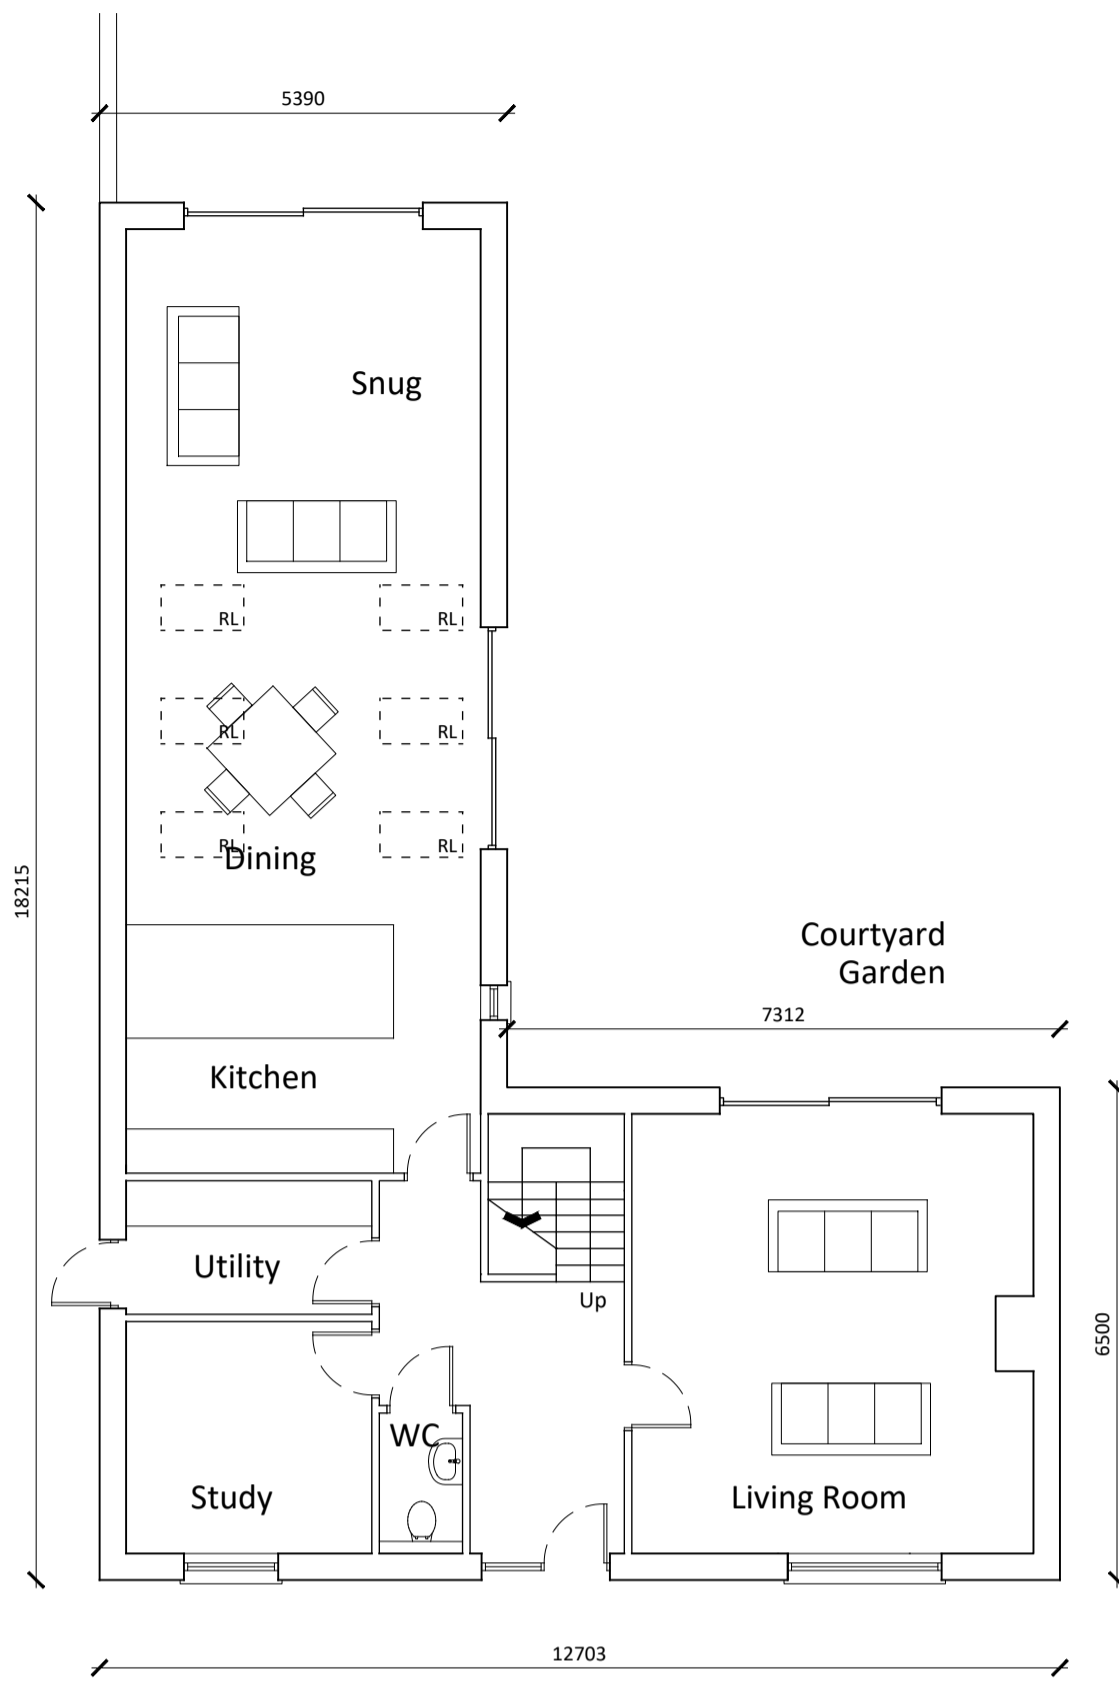 5390
Snug
RL
RL
RL
RL
RL
RL
Dining
18215
Courtyard
Garden
7312
Kitchen
Utility
Up
6500
WC
Study
Living Room
12703